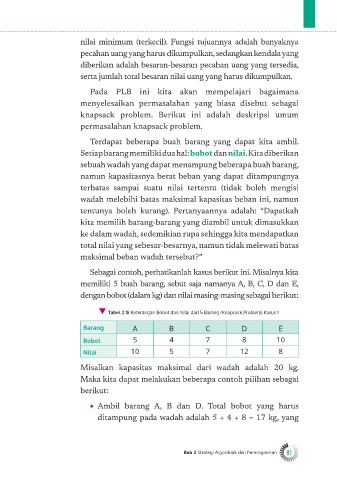 nilai minimum (terkecil). Fungsi tujuannya adalah banyaknya
pecahan uang yang harus dikumpulkan, sedangkan kendala yang
diberikan adalah besaran-besaran pecahan uang yang tersedia,
serta jumlah total besaran nilai uang yang harus dikumpulkan.
Pada PLB ini kita akan mempelajari bagaimana
menyelesaikan permasalahan yang biasa disebut sebagai
knapsack problem. Berikut ini adalah deskripsi umum
permasalahan knapsack problem.
Terdapat beberapa buah barang yang dapat kita ambil.
Setiap barang memiliki dua hal: bobot dan nilai. Kita diberikan
sebuah wadah yang dapat menampung beberapa buah barang,
namun kapasitasnya berat beban yang dapat ditampungnya
terbatas sampai suatu nilai tertentu (tidak boleh mengisi
wadah melebihi batas maksimal kapasitas beban ini, namun
tentunya boleh kurang). Pertanyaannya adalah: “Dapatkah
kita memilih barang-barang yang diambil untuk dimasukkan
ke dalam wadah, sedemikian rupa sehingga kita mendapatkan
total nilai yang sebesar-besarnya, namun tidak melewati batas
maksimal beban wadah tersebut?”
Sebagai contoh, perhatikanlah kasus berikut ini. Misalnya kita
memiliki 5 buah barang, sebut saja namanya A, B, C, D dan E,
dengan bobot (dalam kg) dan nilai masing-masing sebagai berikut:
Tabel 2.18 Keterangan Bobot dan Nilai dari 5 Barang (Knapsack Problem) Kasus 1
Barang A B C D E
Bobot 5 4 7 8 10
Nilai 10 5 7 12 8
Misalkan kapasitas maksimal dari wadah adalah 20 kg.
Maka kita dapat melakukan beberapa contoh pilihan sebagai
berikut:
• Ambil barang A, B dan D. Total bobot yang harus
ditampung pada wadah adalah 5 + 4 + 8 = 17 kg, yang
Bab 2 Strategi Algoritmik dan Pemrograman 87